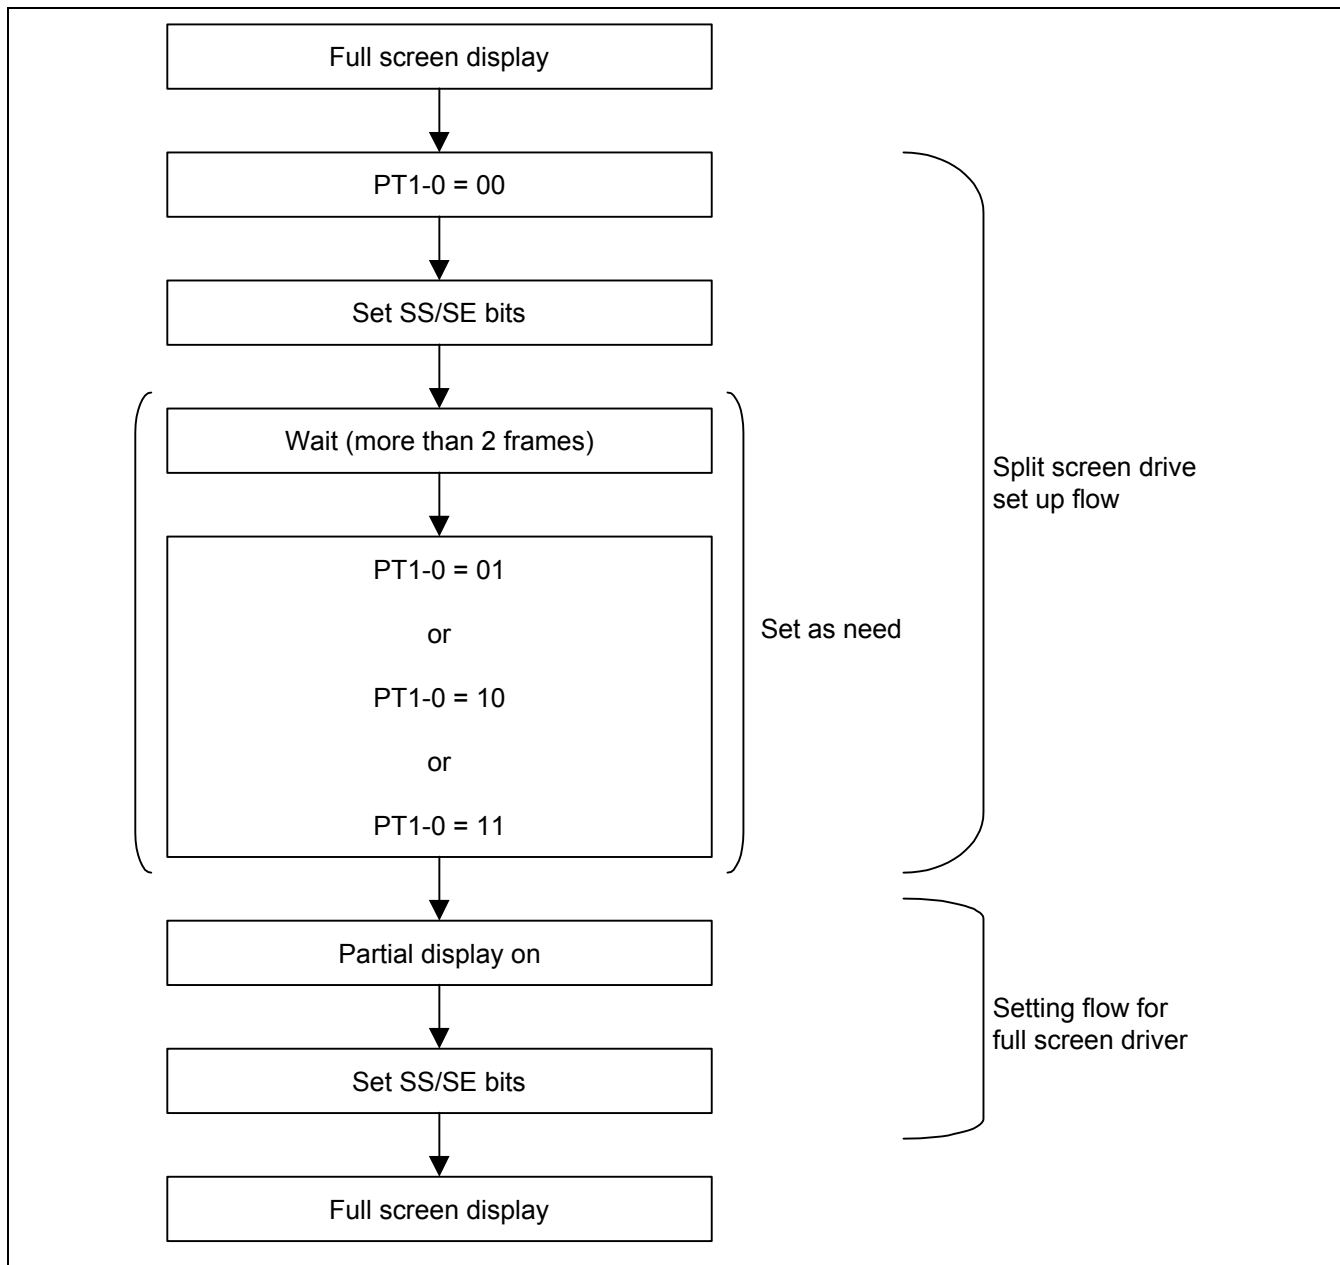 Full screen display
PT1-0 = 00
Set SS/SE bits
Wait (more than 2 frames)
PT1-0 = 01
or
PT1-0 = 10
or
PT1-0 = 11
Set as need
Split screen drive
set up flow
Partial display on
Set SS/SE bits
Setting flow for
full screen driver
Full screen display